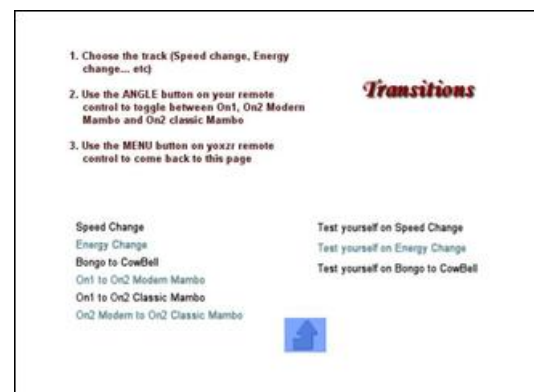 1. Choose the track (Speed change, Energy
change... etc)
Transitions
2. Use the ANGLE button on your remote
control to toggle between On1, On2 Modern
Mambo and On2 classic Mambo
3. Use the MENU button on yoxzr remote
control to come back to this page
Speed Change
Energy Change
Bongo to CowBell
On1 to On2 Modern Mambo
On1 to On2 Classic Mambo
On2 Modern to On2 Classic Mambo
Test yourself on Speed Change
Test yourself on Energy Change
Test yourself on Bongo to CowBell